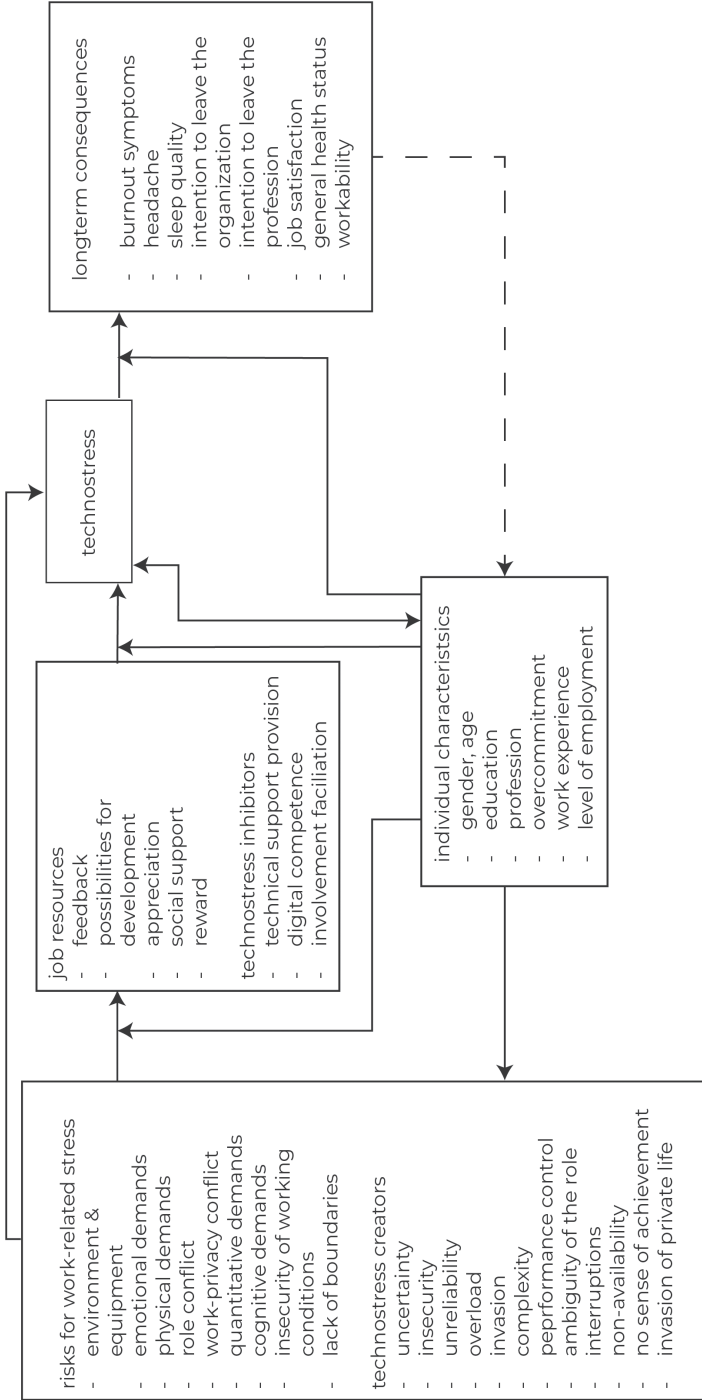 risks for work-related stress
- environment &
equipment
- emotional demands
- physical demands
- role conflict
- work-privacy conflict
- quantitative demands
- cognitive demands
- insecurity of working
conditions
- lack of boundaries
technostress creators
- uncertainty
- insecurity
- unreliability
- overload
- invasion
- complexity
- peprformance control
- ambiguity of the role
- interruptions
- non-availability
- no sense of achievement
- invasion of private life
job resources
- feedback
- possibilities for
development
- appreciation
- social support
- reward
technostress inhibitors
- technical support provision
- digital competence
- involvement faciliation
technostress
longterm consequences
- burnout symptoms
- headache
- sleep quality
- intention to leave the
organization
- intention to leave the
profession
- job satisfaction
- general health status
- workability
individual characteristsics
- gender, age
- education
- profession
- overcommitment
- work experience
- level of employment